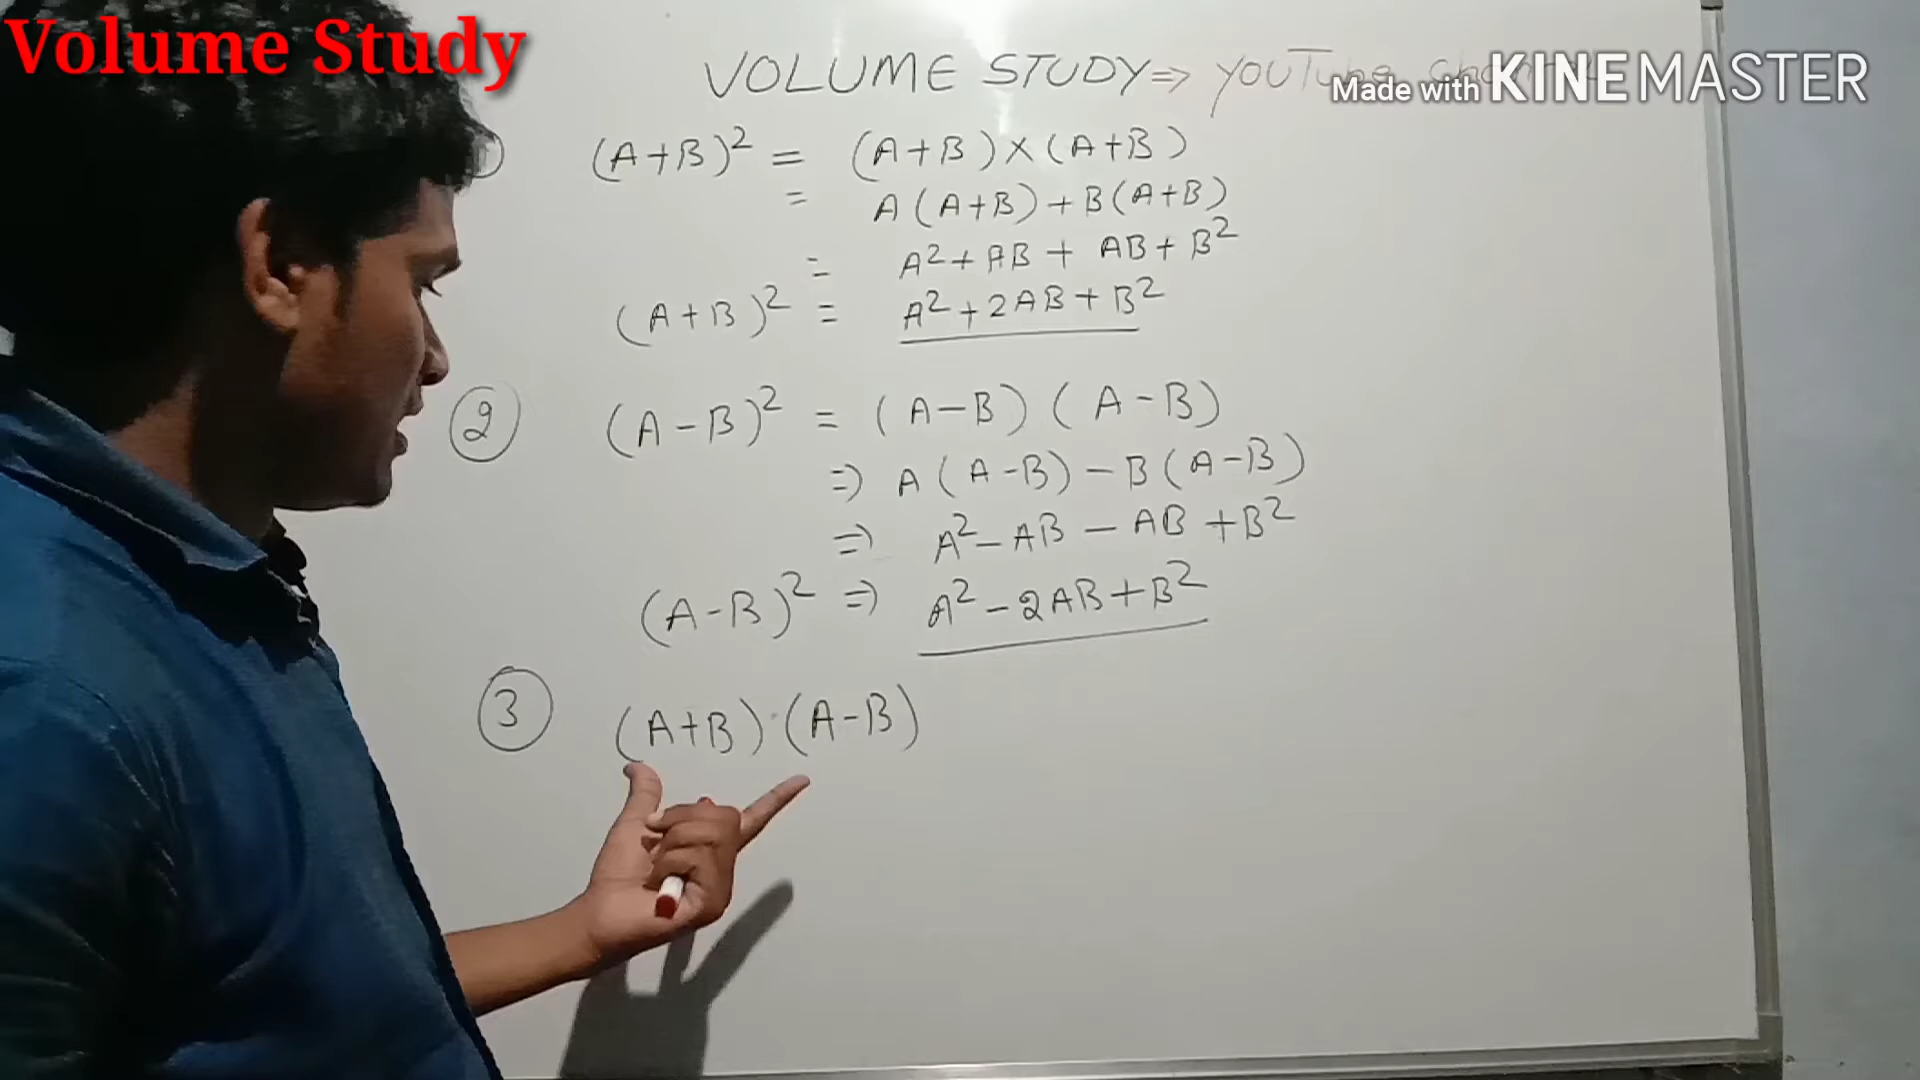 Volume Study
VOLUME STUDY ⇒ YOUTube
Made with KINEMASTER
(A+B)² = (A+B)×(A+B)
= A(A+B)+B(A+B)
= A²+AB+AB+B²
(A+B)² = A²+2AB+B²
② (A-B)² = (A-B)(A-B)
⇒ A(A-B)-B(A-B)
⇒ A²-AB-AB+B²
(A-B)² ⇒ A²-2AB+B²
③ (A+B)·(A-B)